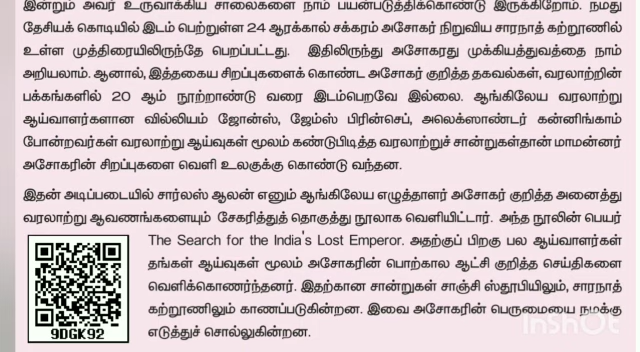 இன்றும் அவர் உருவாக்கிய சாலைகளை நாம் பயன்படுத்திக்கொண்டு இருக்கிறோம். நமது
தேசியக் கொடியில் இடம் பெற்றுள்ள 24 ஆரக்கால் சக்கரம் அசோகர் நிறுவிய சாரநாத் கற்றூணில்
உள்ள முத்திரையிலிருந்தே பெறப்பட்டது. இதிலிருந்து அசோகரது முக்கியத்துவத்தை நாம்
அறியலாம். ஆனால், இத்தகைய சிறப்புகளைக் கொண்ட அசோகர் குறித்த தகவல்கள், வரலாற்றின்
பக்கங்களில் 20 ஆம் நூற்றாண்டு வரை இடம்பெறவே இல்லை. ஆங்கிலேய வரலாற்று
ஆய்வாளர்களான வில்லியம் ஜோன்ஸ், ஜேம்ஸ் பிரின்செப், அலெக்ஸாண்டர் கன்னிங்காம்
போன்றவர்கள் வரலாற்று ஆய்வுகள் மூலம் கண்டுபிடித்த வரலாற்றுச் சான்றுகள்தான் மாமன்னர்
அசோகரின் சிறப்புகளை வெளி உலகுக்கு கொண்டு வந்தன.
இதன் அடிப்படையில் சார்லஸ் ஆலன் எனும் ஆங்கிலேய எழுத்தாளர் அசோகர் குறித்த அனைத்து
வரலாற்று ஆவணங்களையும் சேகரித்துத் தொகுத்து நூலாக வெளியிட்டார். அந்த நூலின் பெயர்
The Search for the India's Lost Emperor. அதற்குப் பிறகு பல ஆய்வாளர்கள்
தங்கள் ஆய்வுகள் மூலம் அசோகரின் பொற்கால ஆட்சி குறித்த செய்திகளை
வெளிக்கொணர்ந்தனர். இதற்கான சான்றுகள் சாஞ்சி ஸ்தூபியிலும், சாரநாத்
கற்றூணிலும் காணப்படுகின்றன. இவை அசோகரின் பெருமையை நமக்கு
எடுத்துச் சொல்லுகின்றன.
9DGK92
InShOt